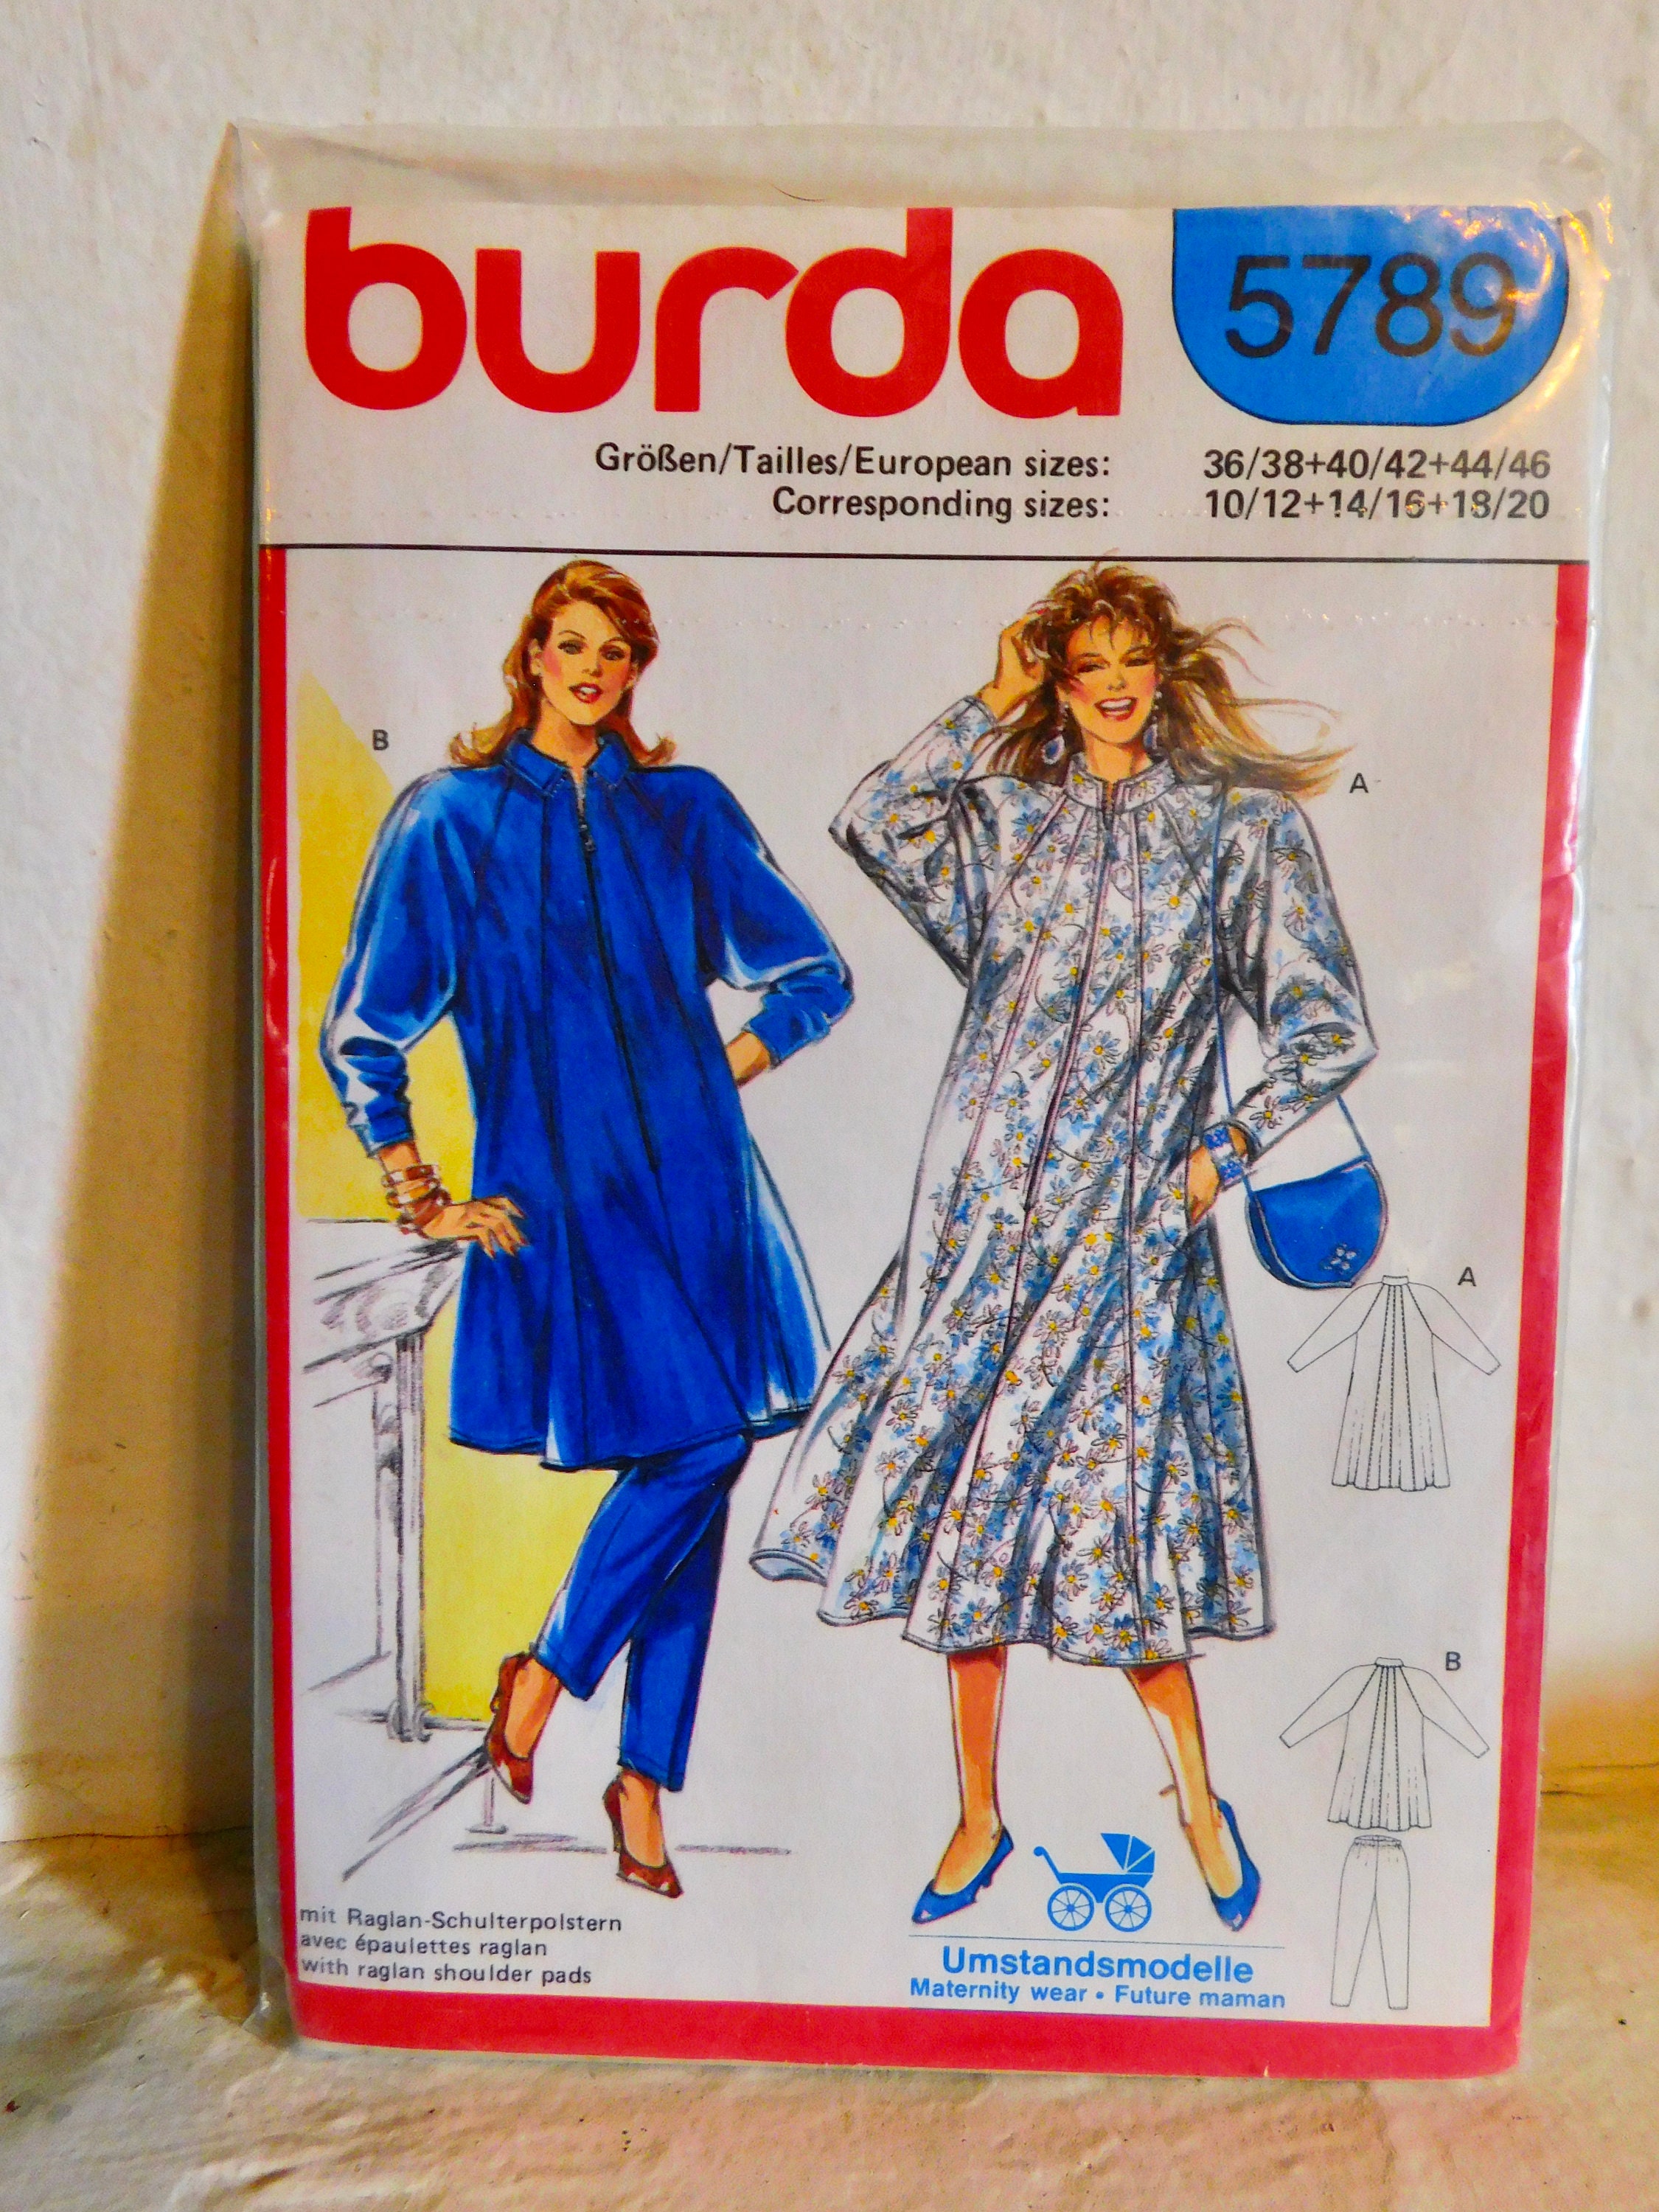 burda
5789
Größen/Tailles/European sizes: 36/38+40/42+44/46
Corresponding sizes: 10/12+14/16+18/20
B
A
A
B
mit Raglan-Schulterpolstern
avec épaulettes raglan
with raglan shoulder pads
Umstandsmodelle
Maternity wear • Future maman